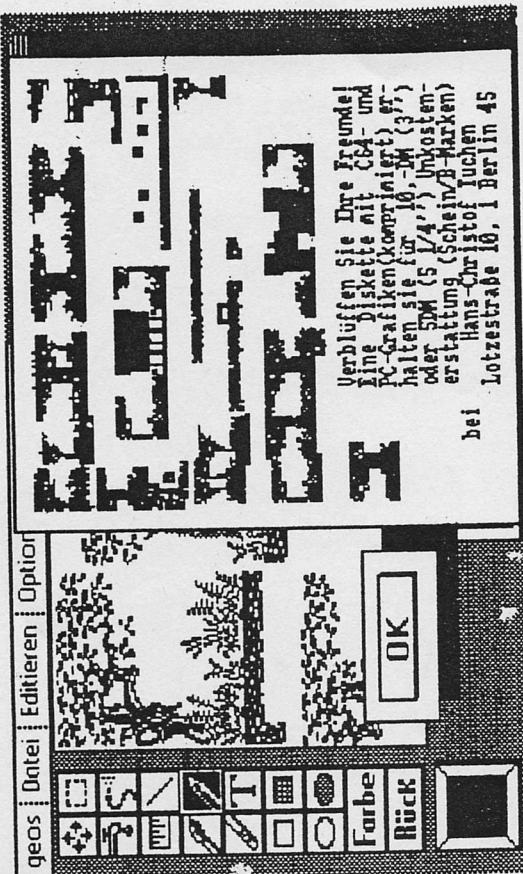 geos Datei Editieren Option
T
Farbe
Rück
OK
Verblüffen Sie Ihre Freunde!
Eine Diskette mit C64- und
PC-Grafiken(komprimiert) er-
halten sie für 10,-DM (3'')
oder 5DM (5 1/4'') Unkosten-
erstattung (Schein/B-Marken)
bei Hans-Christof Tuchen
Lotzestraße 10, 1 Berlin 45